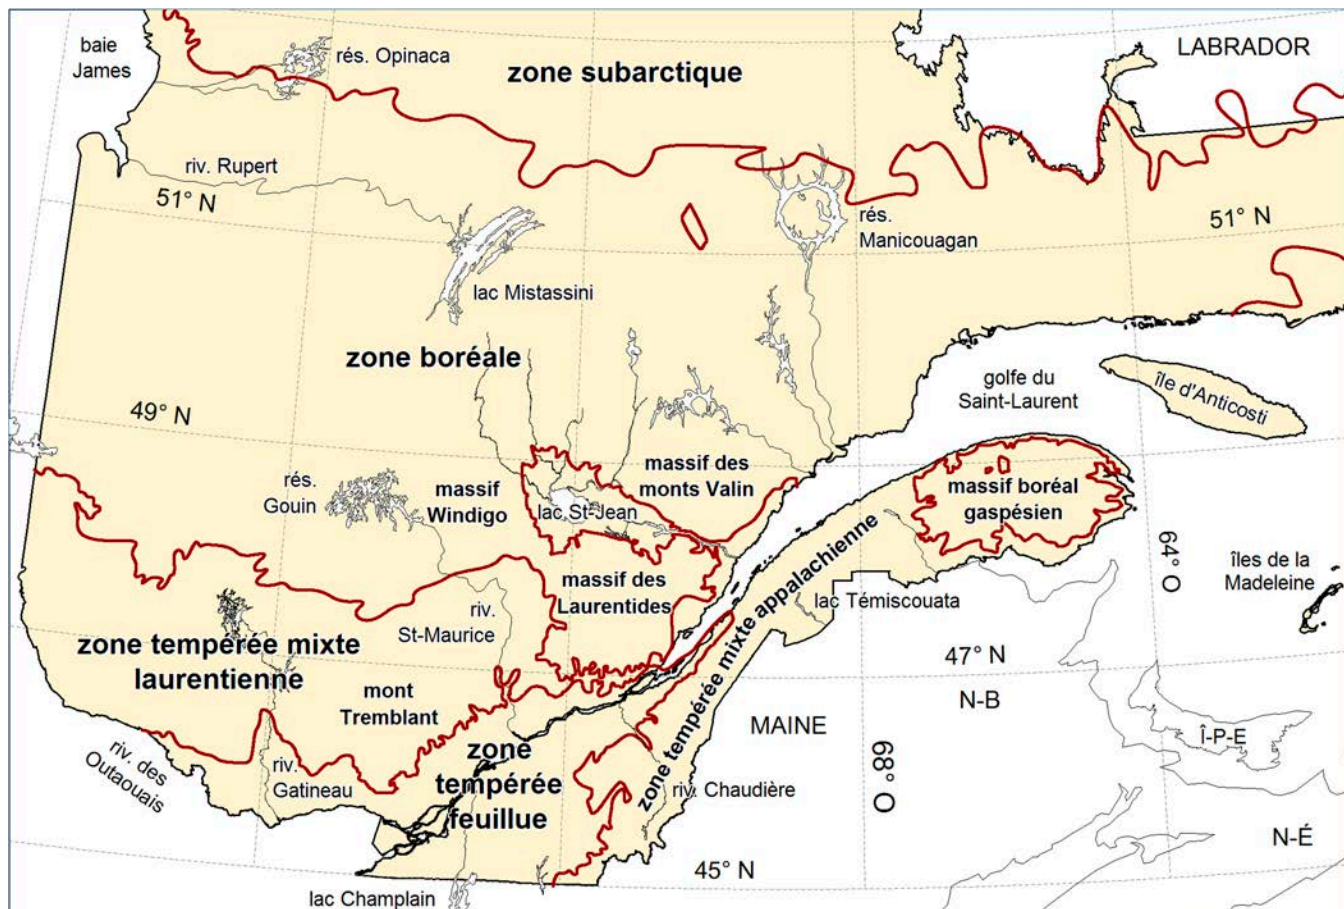 baie
James
rés. Opinaca
zone subarctique
LABRADOR
riv. Rupert
51° N
rés.
Manicouagan
51° N
lac Mistassini
zone boréale
golfe du
Saint-Laurent
île d'Anticosti
49° N
massif des
monts Valin
massif boréal
gaspésien
rés.
Gouin
massif
Windigo
lac St-Jean
64° O
îles de la
Madeleine
massif des
Laurentides
lac Témiscouata
riv.
St-Maurice
zone tempérée mixte
laurentienne
zone tempérée mixte appalachienne
47° N
N-B
mont
Tremblant
MAINE
Î-P-E
riv. des
Outaouais
riv.
Gatineau
zone
tempérée
feuillue
riv. Chaudière
68° O
N-É
45° N
lac Champlain